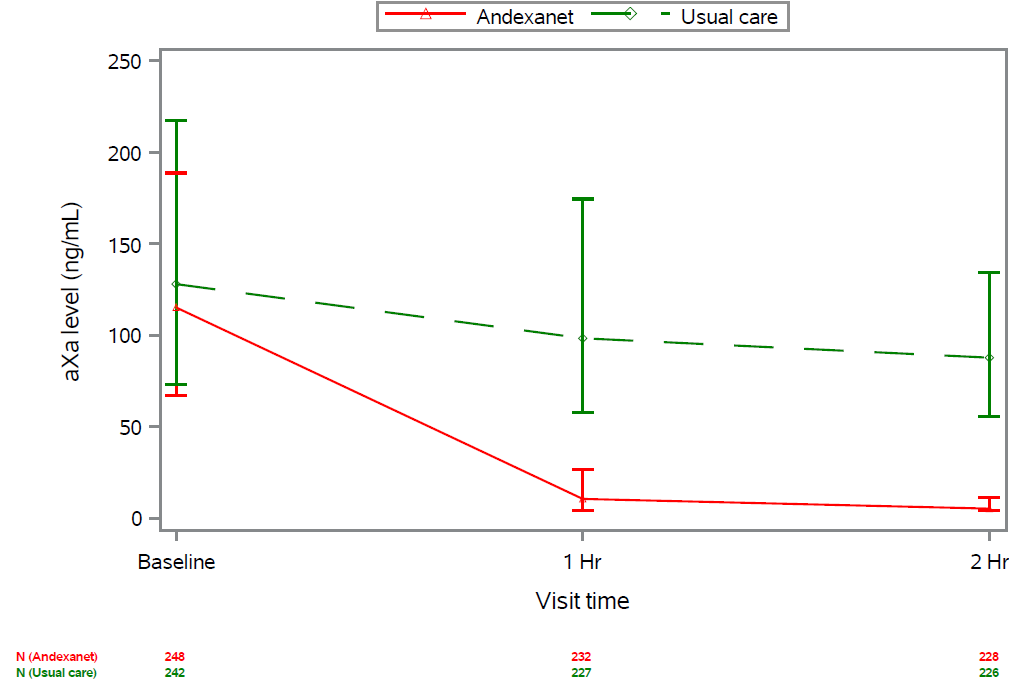 Andexanet Usual care
250
200
150
100
50
0
aXa level (ng/mL)
Baseline 1 Hr 2 Hr
Visit time
N (Andexanet) 248 232 228
N (Usual care) 242 227 226